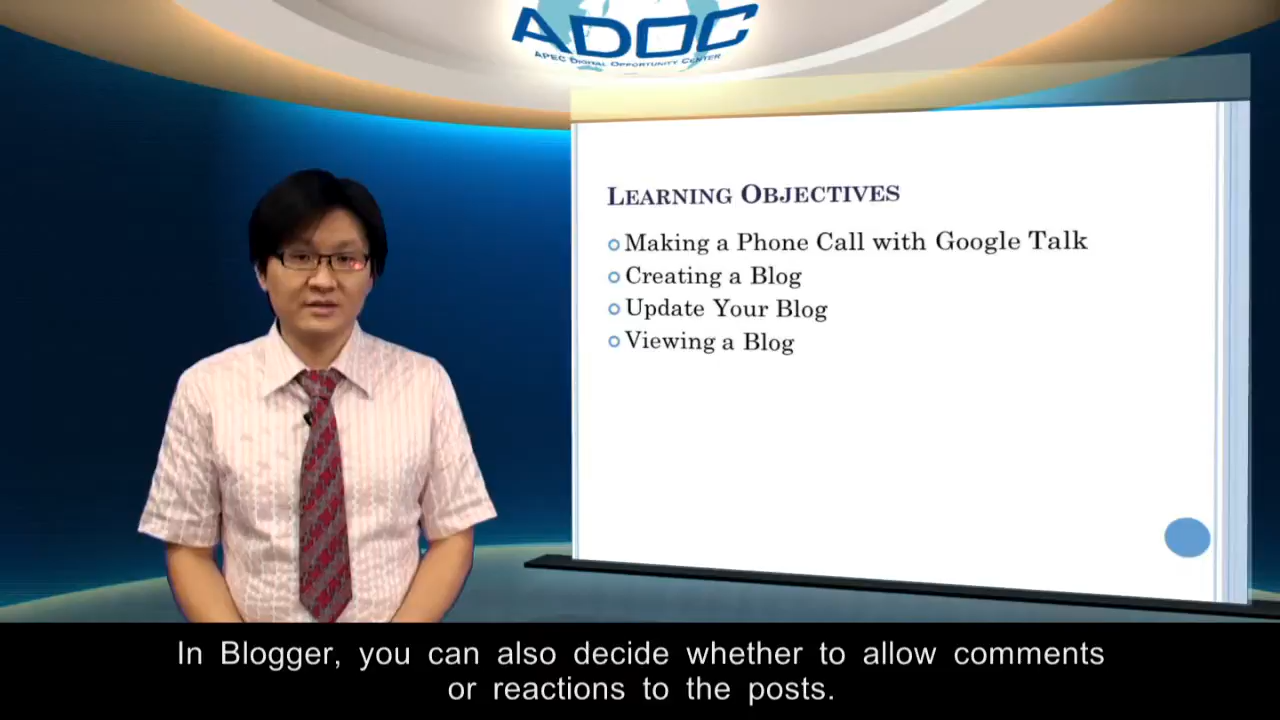 ADOC
APEC DIGITAL OPPORTUNITY CENTER
LEARNING OBJECTIVES
Making a Phone Call with Google Talk
Creating a Blog
Update Your Blog
Viewing a Blog
In Blogger, you can also decide whether to allow comments
or reactions to the posts.